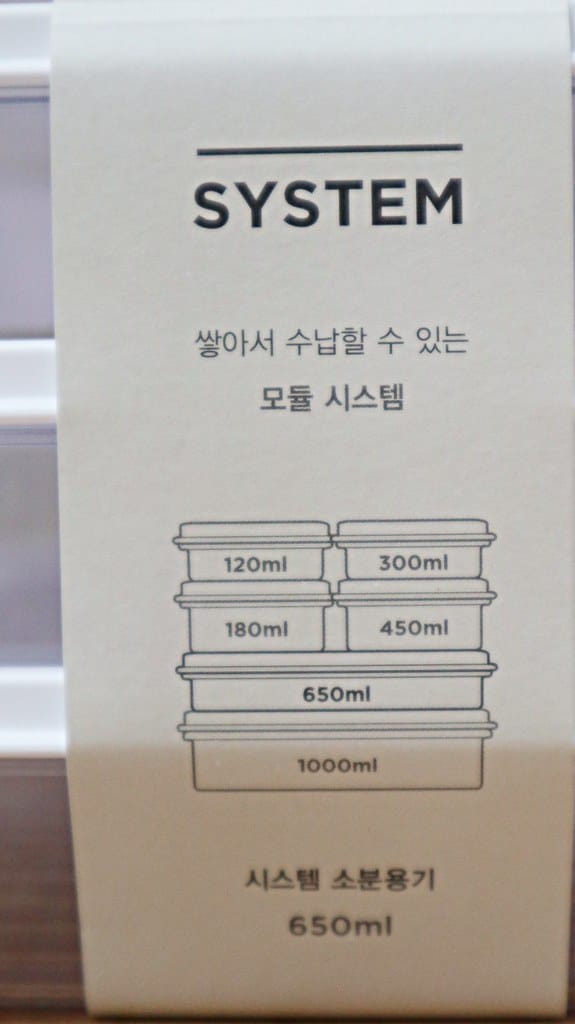 SYSTEM
쌓아서 수납할 수 있는
모듈 시스템
120ml 300ml
180ml 450ml
650ml
1000ml
시스템 소분용기
650ml